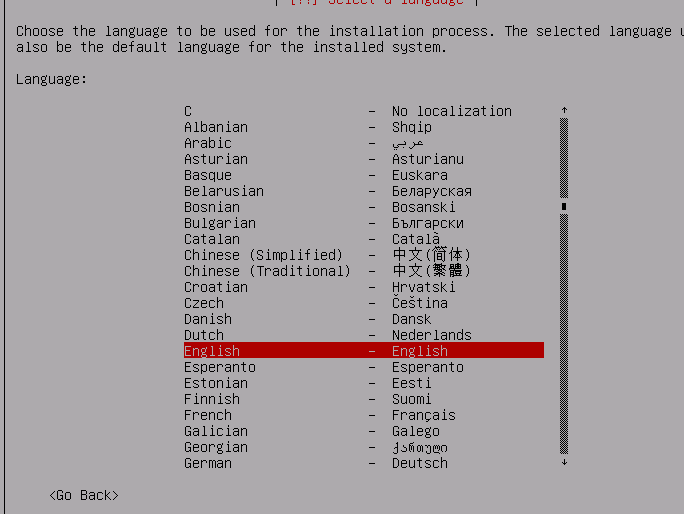 [!!] Select a language
Choose the language to be used for the installation process. The selected language
also be the default language for the installed system.
Language:
C - No localization ↑
Albanian - Shqip
Arabic - عربي
Asturian - Asturianu
Basque - Euskara
Belarusian - Беларуская
Bosnian - Bosanski
Bulgarian - Български
Catalan - Català
Chinese (Simplified) - 中文(简体)
Chinese (Traditional) - 中文(繁體)
Croatian - Hrvatski
Czech - Čeština
Danish - Dansk
Dutch - Nederlands
English - English
Esperanto - Esperanto
Estonian - Eesti
Finnish - Suomi
French - Français
Galician - Galego
Georgian - ქართული
German - Deutsch ↓
<Go Back>